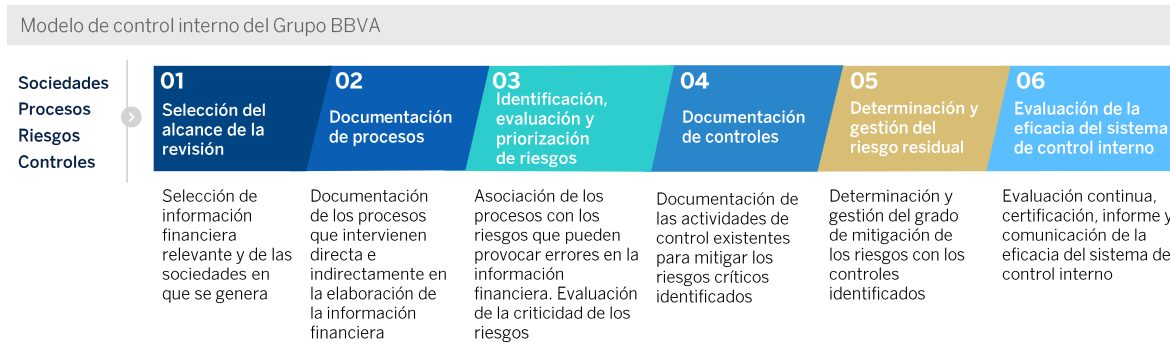 Modelo de control interno del Grupo BBVA
Sociedades
Procesos
Riesgos
Controles
01
Selección del
alcance de la
revisión
Selección de
información
financiera
relevante y de las
sociedades en
que se genera
02
Documentación
de procesos
Documentación
de los procesos
que intervienen
directa e
indirectamente en
la elaboración de
la información
financiera
03
Identificación,
evaluación y
priorización
de riesgos
Asociación de los
procesos con los
riesgos que pueden
provocar errores en la
información
financiera. Evaluación
de la criticidad de los
riesgos
04
Documentación
de controles
Documentación de
las actividades de
control existentes
para mitigar los
riesgos críticos
identificados
05
Determinación y
gestión del
riesgo residual
Determinación y
gestión del grado
de mitigación de
los riesgos con los
controles
identificados
06
Evaluación de la
eficacia del sistema
de control interno
Evaluación continua,
certificación, informe y
comunicación de la
eficacia del sistema de
control interno